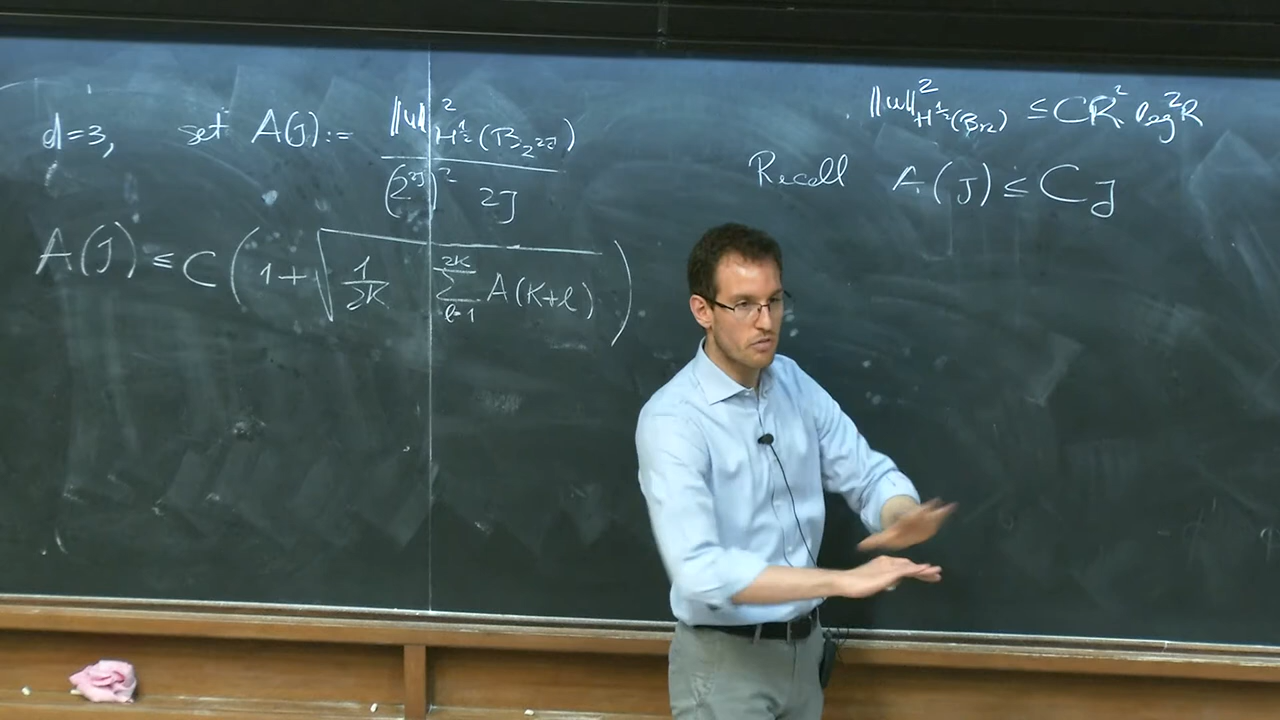 d=3, set A(J) := ‖u‖²_{H^{1/2}(B_{2^{2J}})} / (2^{2J})² 2J
A(J) ≤ C(1+√(1/2K ∑_{ℓ=1}^{2K} A(K+ℓ)))
‖u‖²_{H^{1/2}(B_R)} ≤ CR² log²R
Recall A(J) ≤ CJ